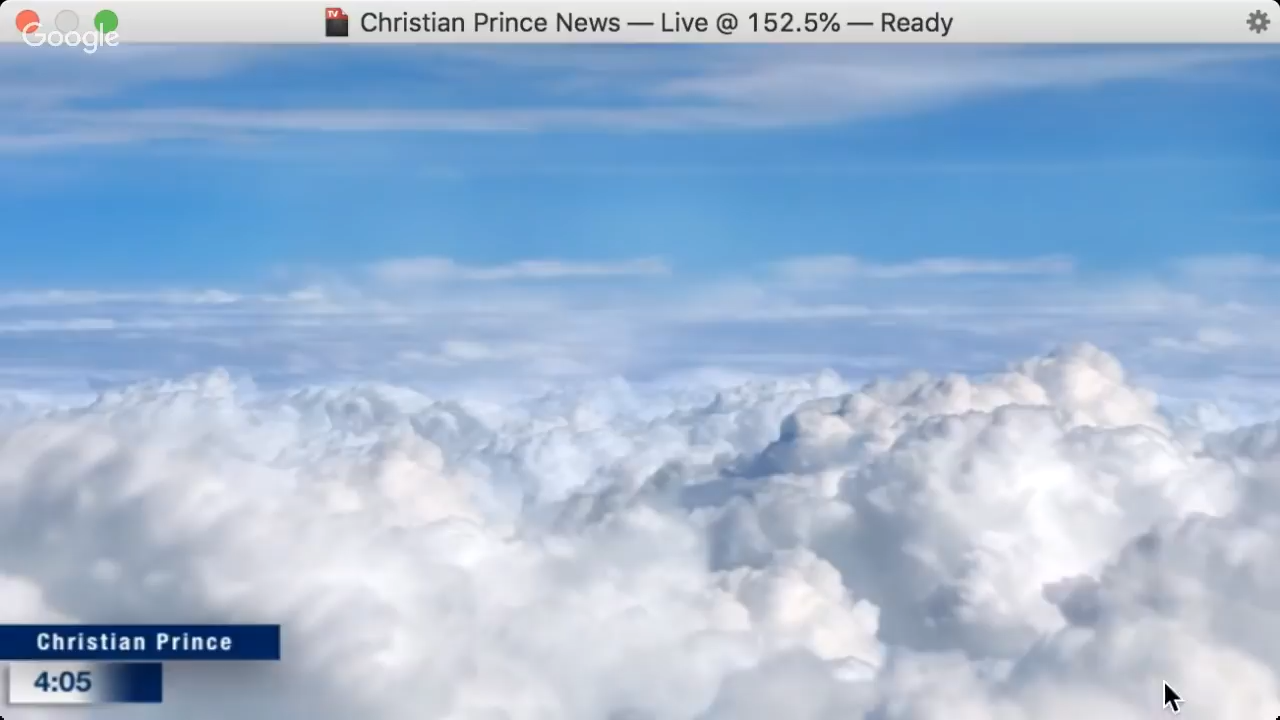 Christian Prince News — Live @ 152.5% — Ready
Google
Christian Prince
4:05